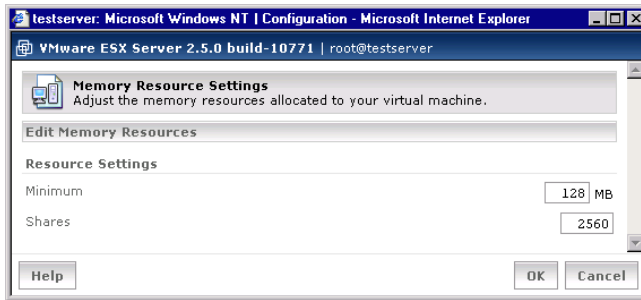 testserver: Microsoft Windows NT | Configuration - Microsoft Internet Explorer
VMware ESX Server 2.5.0 build-10771 | root@testserver
Memory Resource Settings
Adjust the memory resources allocated to your virtual machine.
Edit Memory Resources
Resource Settings
Minimum 128 MB
Shares 2560
Help OK Cancel